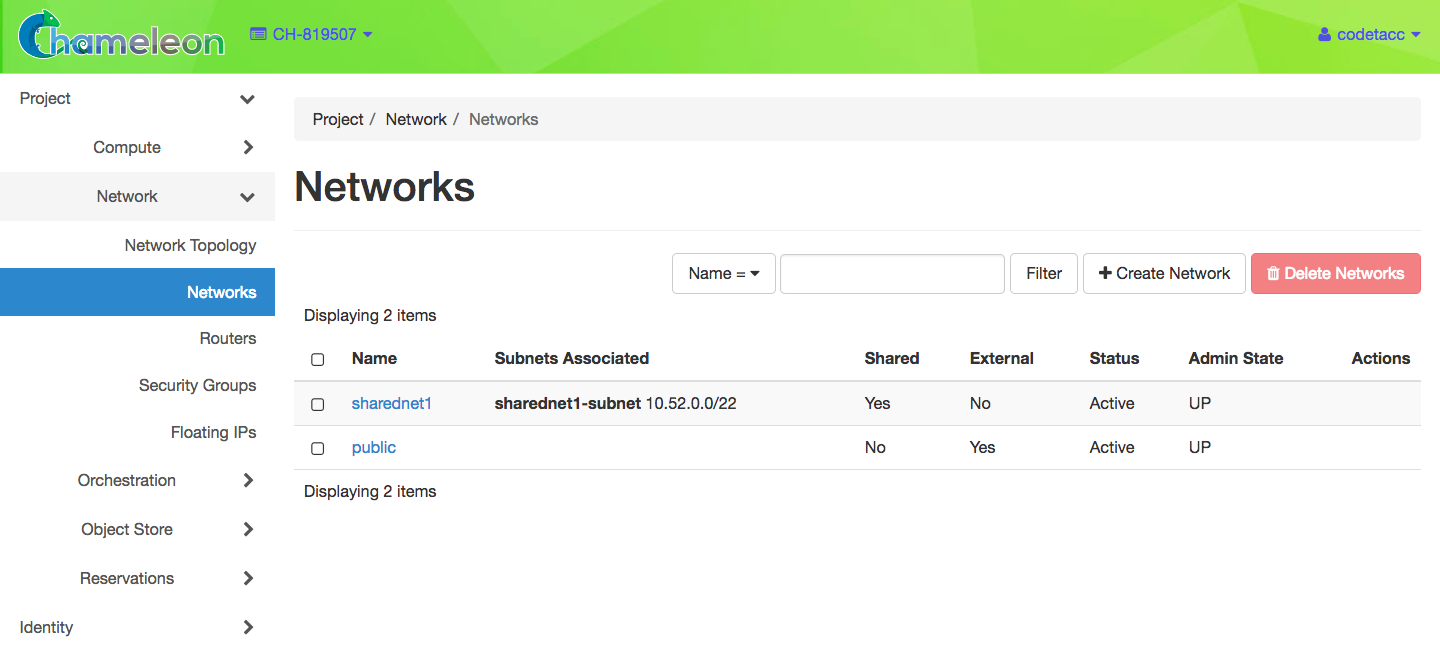 Chameleon CH-819507 codetacc
Project
Compute
Network
Network Topology
Networks
Routers
Security Groups
Floating IPs
Orchestration
Object Store
Reservations
Identity
Project / Network / Networks
Networks
Name = Filter Create Network Delete Networks
Displaying 2 items
Name Subnets Associated Shared External Status Admin State Actions
sharednet1 sharednet1-subnet 10.52.0.0/22 Yes No Active UP
public No Yes Active UP
Displaying 2 items